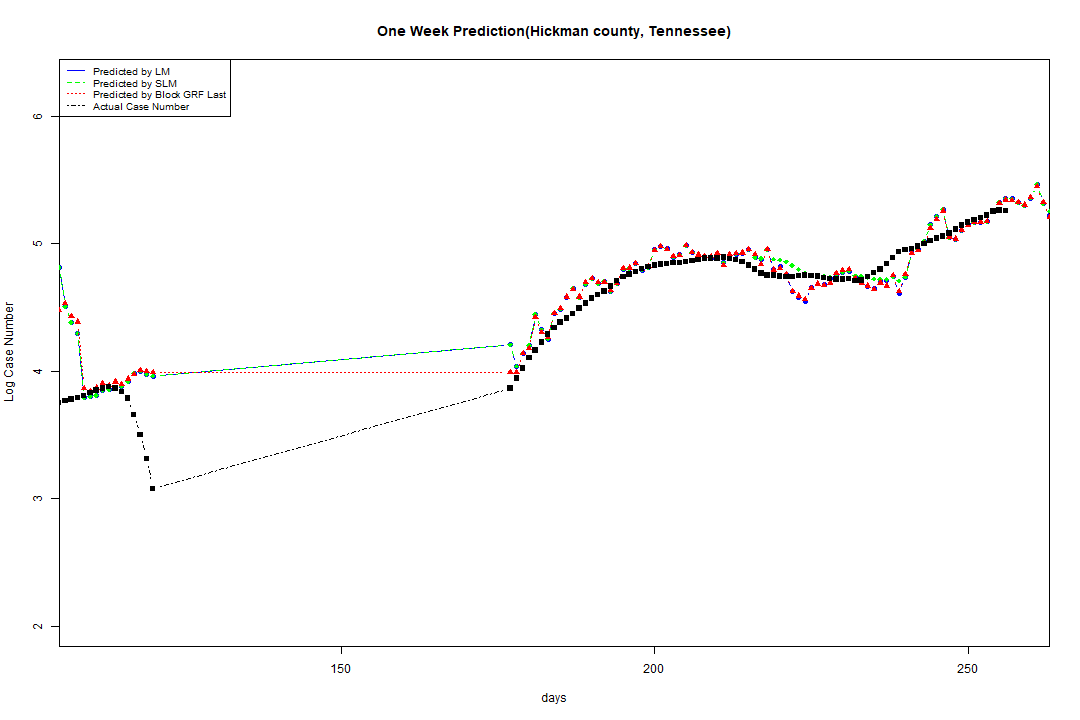 One Week Prediction(Hickman county, Tennessee)
Predicted by LM
Predicted by SLM
Predicted by Block GRF Last
Actual Case Number
6
5
4
3
2
Log Case Number
150
200
250
days